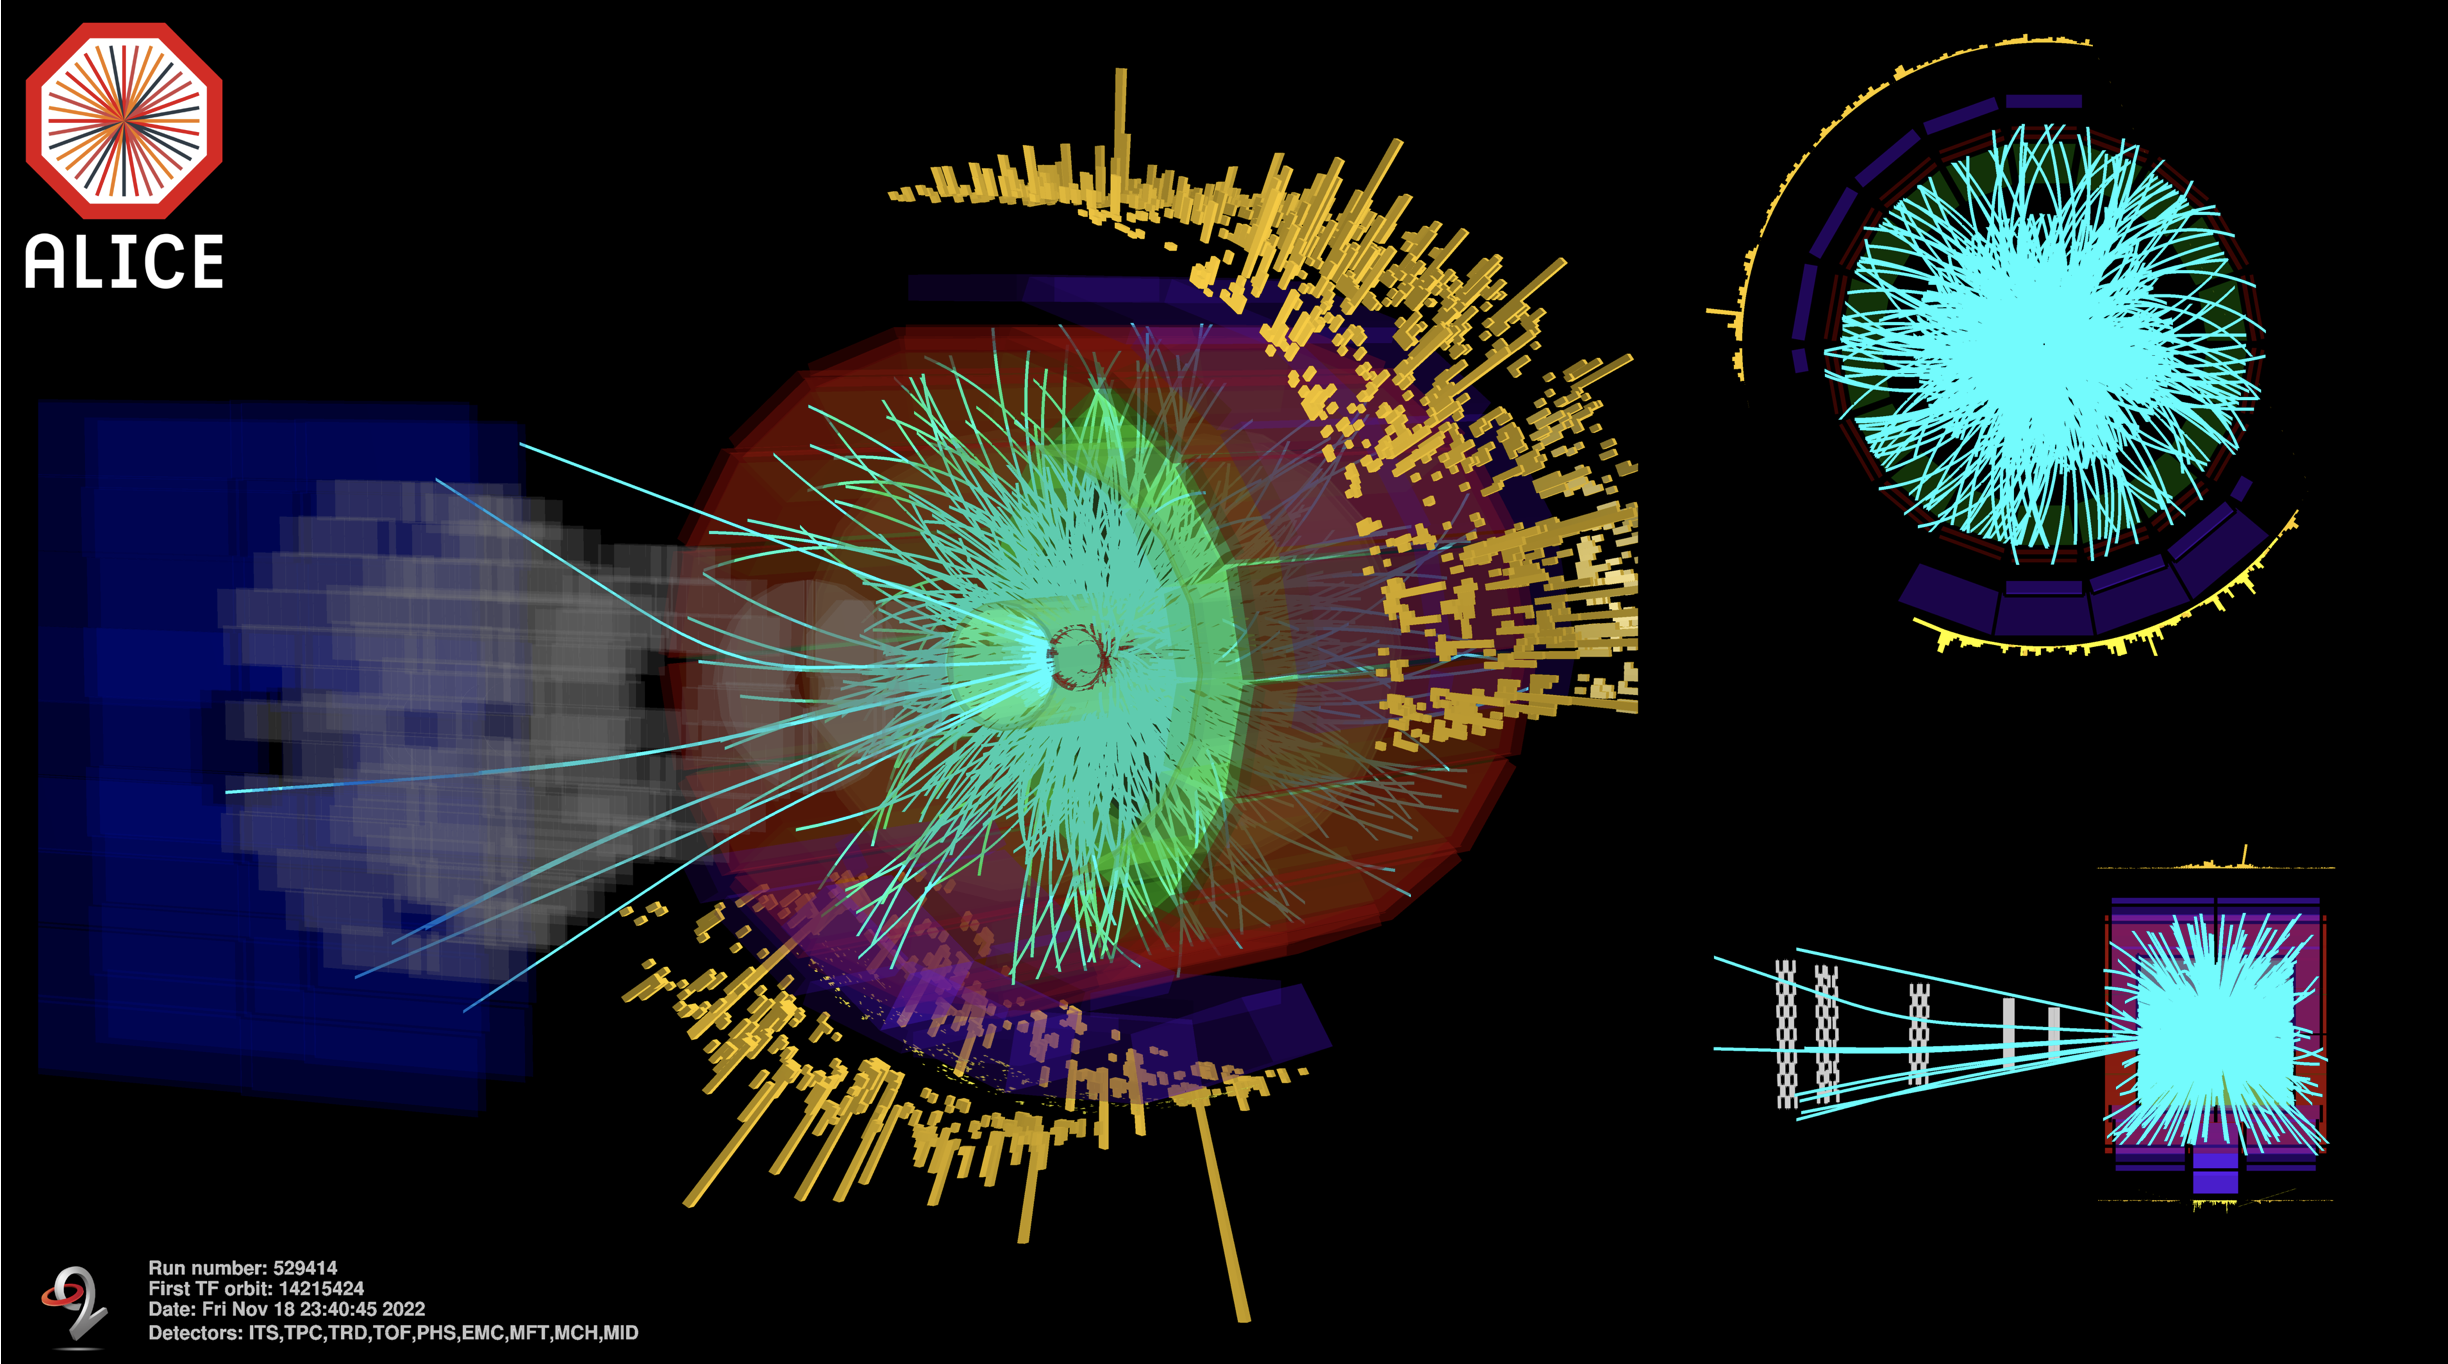 ALICE
Run number: 529414
First TF orbit: 14215424
Date: Fri Nov 18 23:40:45 2022
Detectors: ITS,TPC,TRD,TOF,PHS,EMC,MFT,MCH,MID